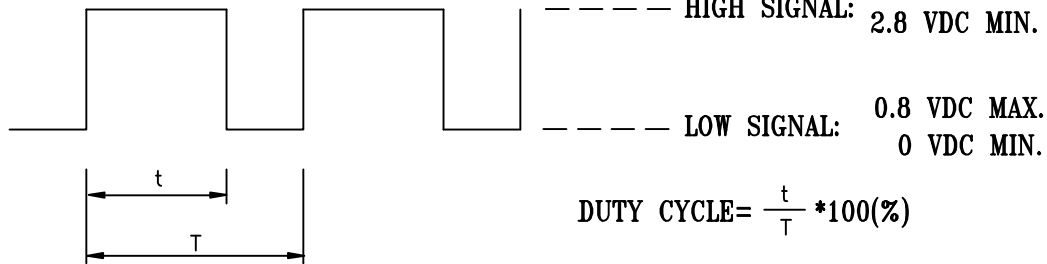 HIGH SIGNAL:
2.8 VDC MIN.
0.8 VDC MAX.
LOW SIGNAL:
0 VDC MIN.
t
T
DUTY CYCLE= t/T *100(%)